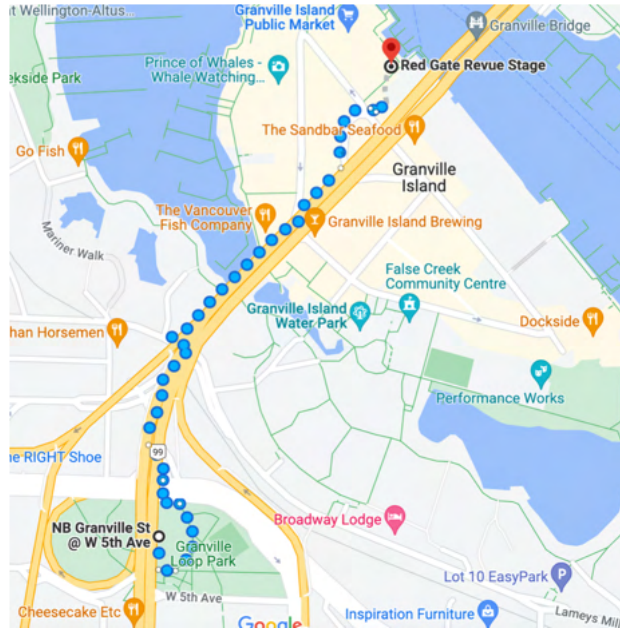 t Wellington-Altus...
Granville Island
Public Market
Granville Bridge
ekside Park
Prince of Whales -
Whale Watching...
Red Gate Revue Stage
The Sandbar Seafood
Go Fish
Granville
Island
The Vancouver
Fish Company
Granville Island Brewing
Mariner Walk
False Creek
Community Centre
Granville Island
Water Park
Dockside
han Horsemen
Performance Works
99
he RIGHT Shoe
Broadway Lodge
NB Granville St
@ W 5th Ave
Granville
Loop Park
Lot 10 EasyPark
P
W 5th Ave
Cheesecake Etc
Google
Inspiration Furniture
Lameys Mill